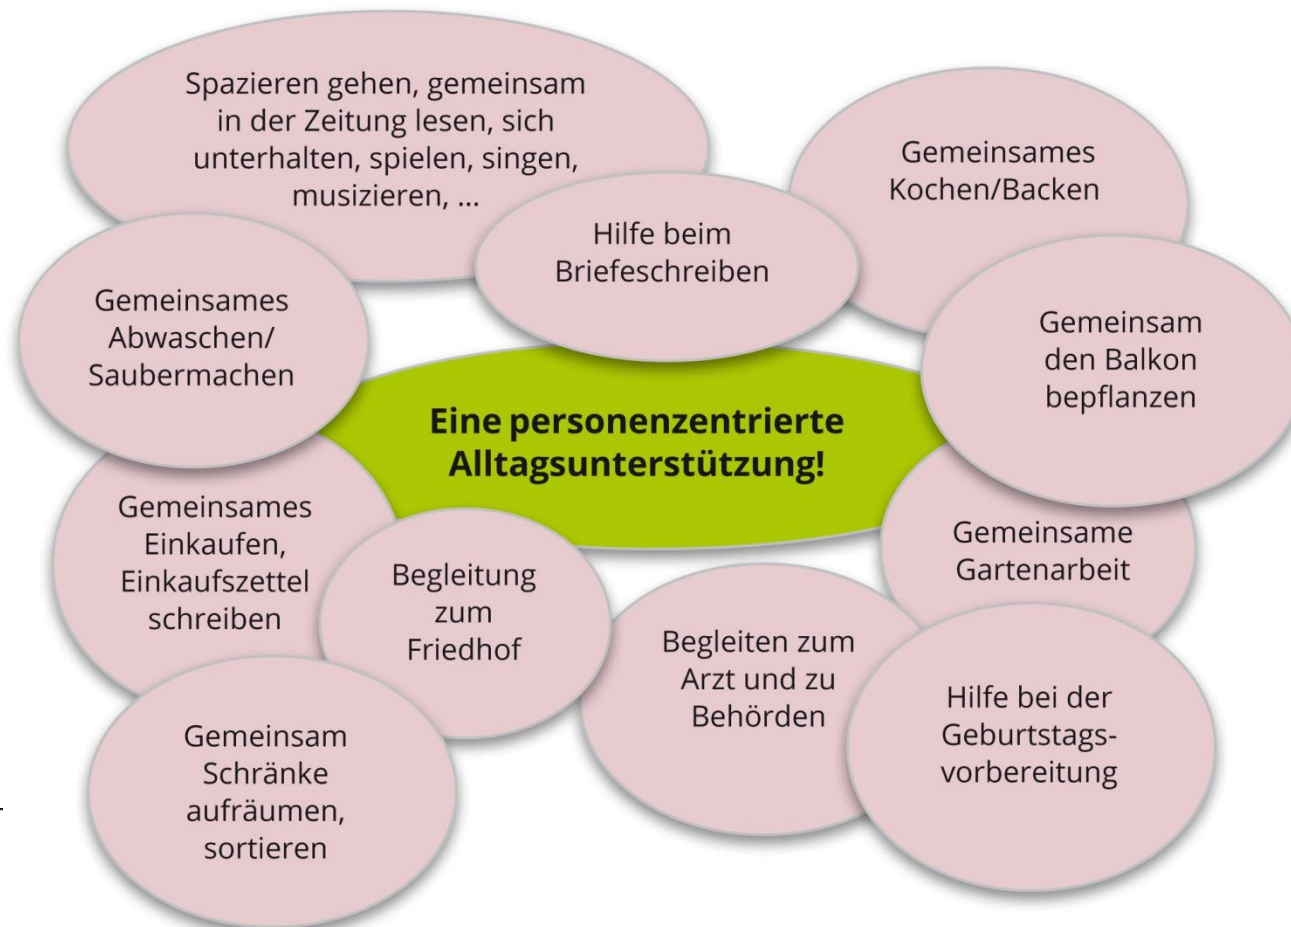 Spazieren gehen, gemeinsam
in der Zeitung lesen, sich
unterhalten, spielen, singen,
musizieren, ...
Gemeinsames
Kochen/Backen
Hilfe beim
Briefeschreiben
Gemeinsames
Abwaschen/
Saubermachen
Gemeinsam
den Balkon
bepflanzen
Eine personenzentrierte
Alltagsunterstützung!
Gemeinsames
Einkaufen,
Einkaufszettel
schreiben
Begleitung
zum
Friedhof
Gemeinsame
Gartenarbeit
Begleiten zum
Arzt und zu
Behörden
Hilfe bei der
Geburtstags-
vorbereitung
Gemeinsam
Schränke
aufräumen,
sortieren